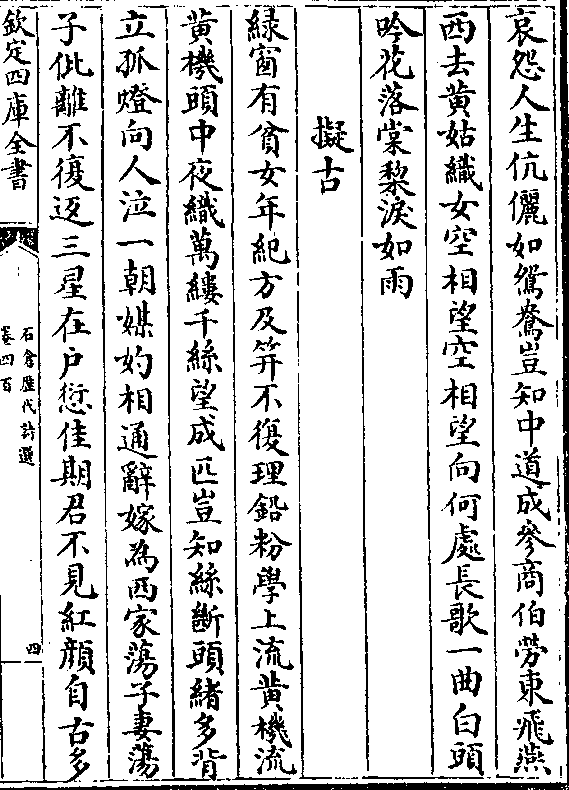 哀怨人生伉儷如鴛鴦豈知中道成參商伯勞東飛燕
西去黄姑織女空相望空相望向何處長歌一曲白頭
吟花落棠棃淚如雨
擬古
緑窗有貧女年紀方及笄不復理鉛粉學上流黄機流
黄機頭中夜織萬縷千絲望成匹豈知絲斷頭緒多背
立孤燈向人泣一朝媒妁相通辭嫁為西家蕩子妻蕩
子仳離不復返三星在户愆佳期君不見紅顔自古多
欽定四庫全書
石倉歷代詩選
卷四百
四